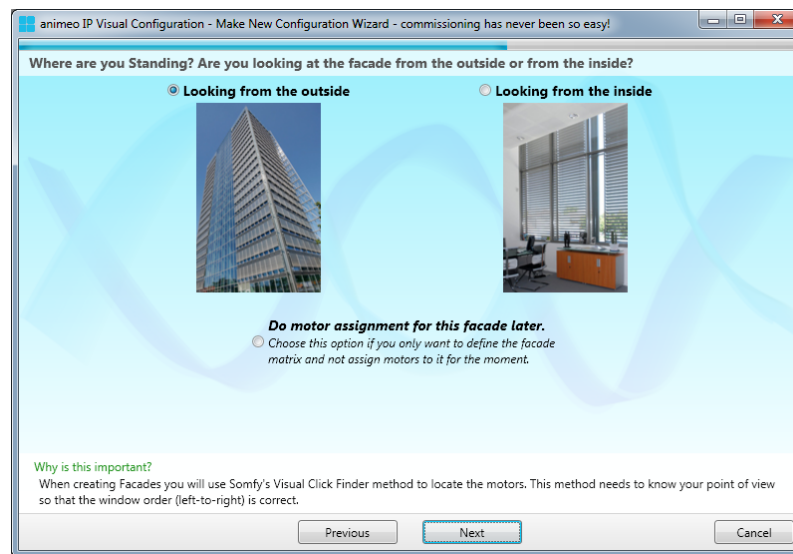 animeo IP Visual Configuration - Make New Configuration Wizard - commissioning has never been so easy!
Where are you Standing? Are you looking at the facade from the outside or from the inside?
Looking from the outside
Looking from the inside
Do motor assignment for this facade later.
Choose this option if you only want to define the facade
matrix and not assign motors to it for the moment.
Why is this important?
When creating Facades you will use Somfy's Visual Click Finder method to locate the motors. This method needs to know your point of view
so that the window order (left-to-right) is correct.
Previous
Next
Cancel